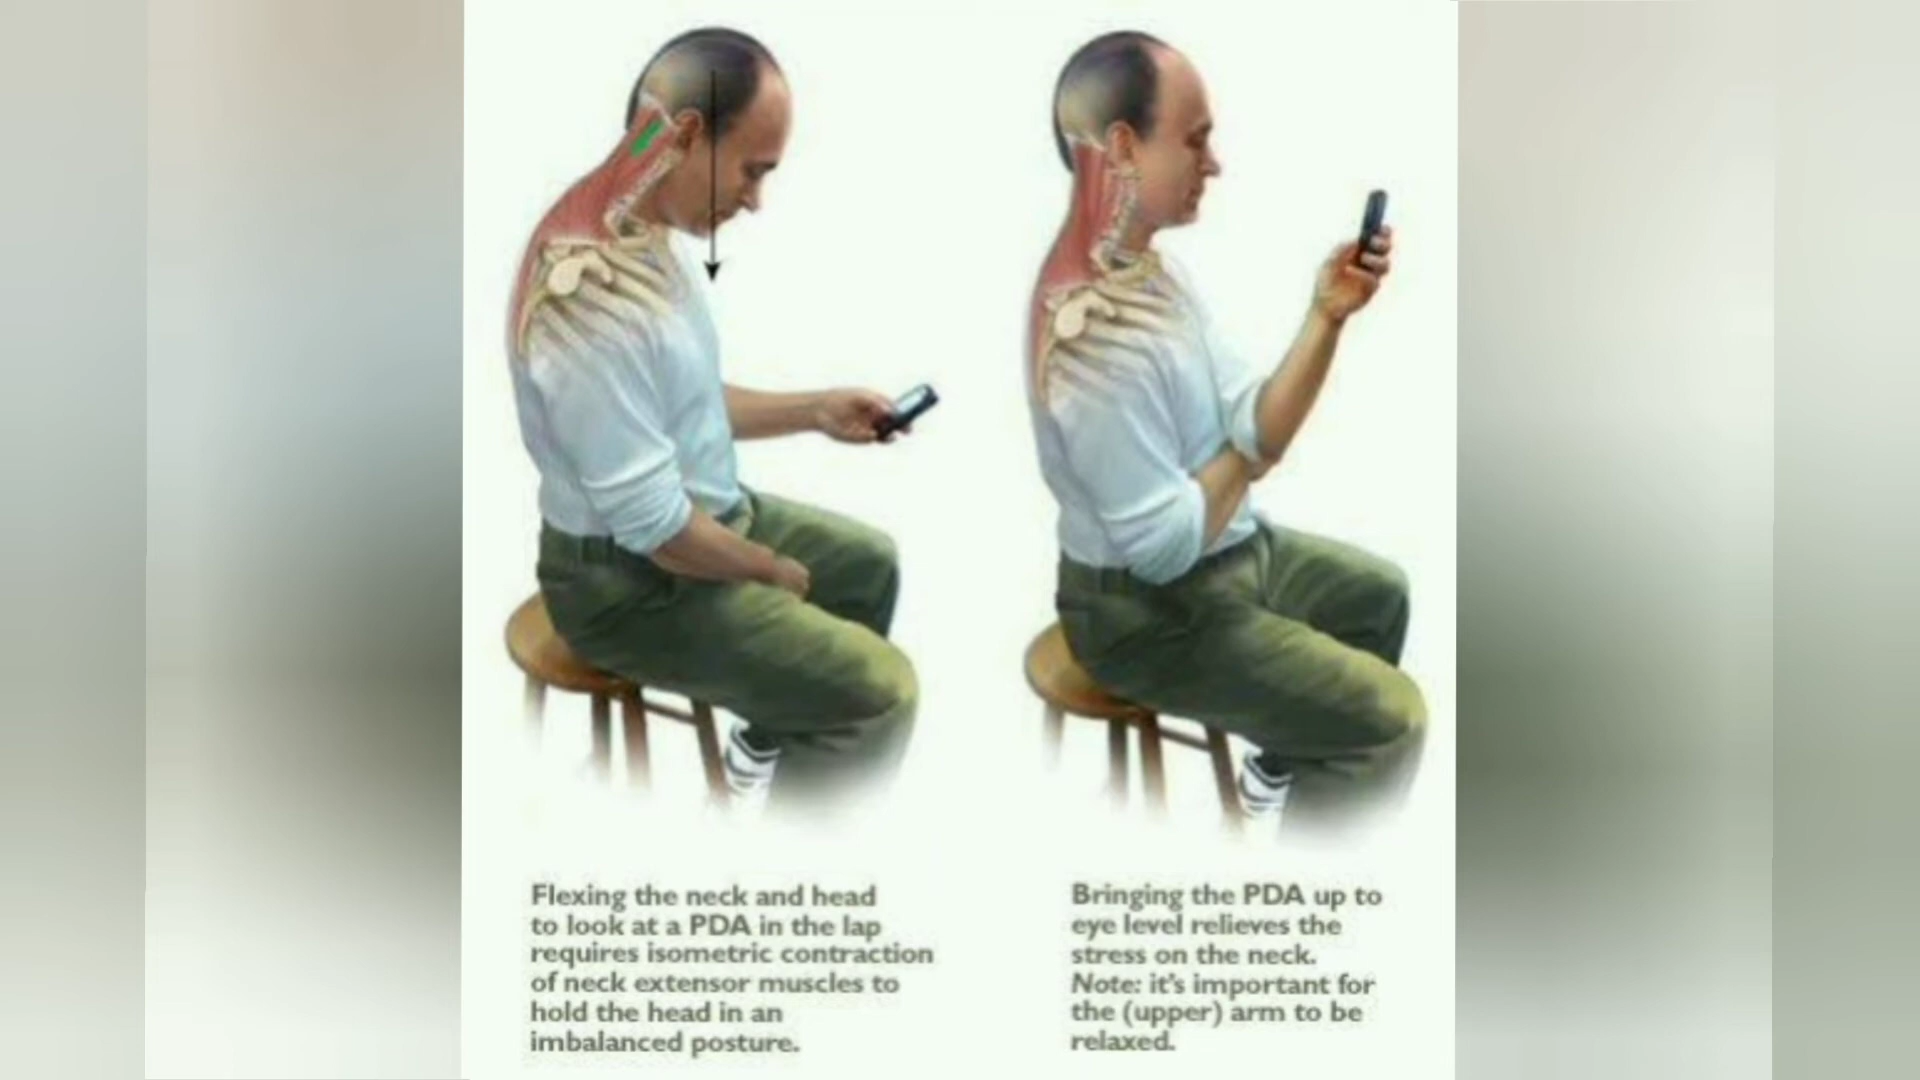 Flexing the neck and head
to look at a PDA in the lap
requires isometric contraction
of neck extensor muscles to
hold the head in an
imbalanced posture.
Bringing the PDA up to
eye level relieves the
stress on the neck.
Note: it's important for
the (upper) arm to be
relaxed.